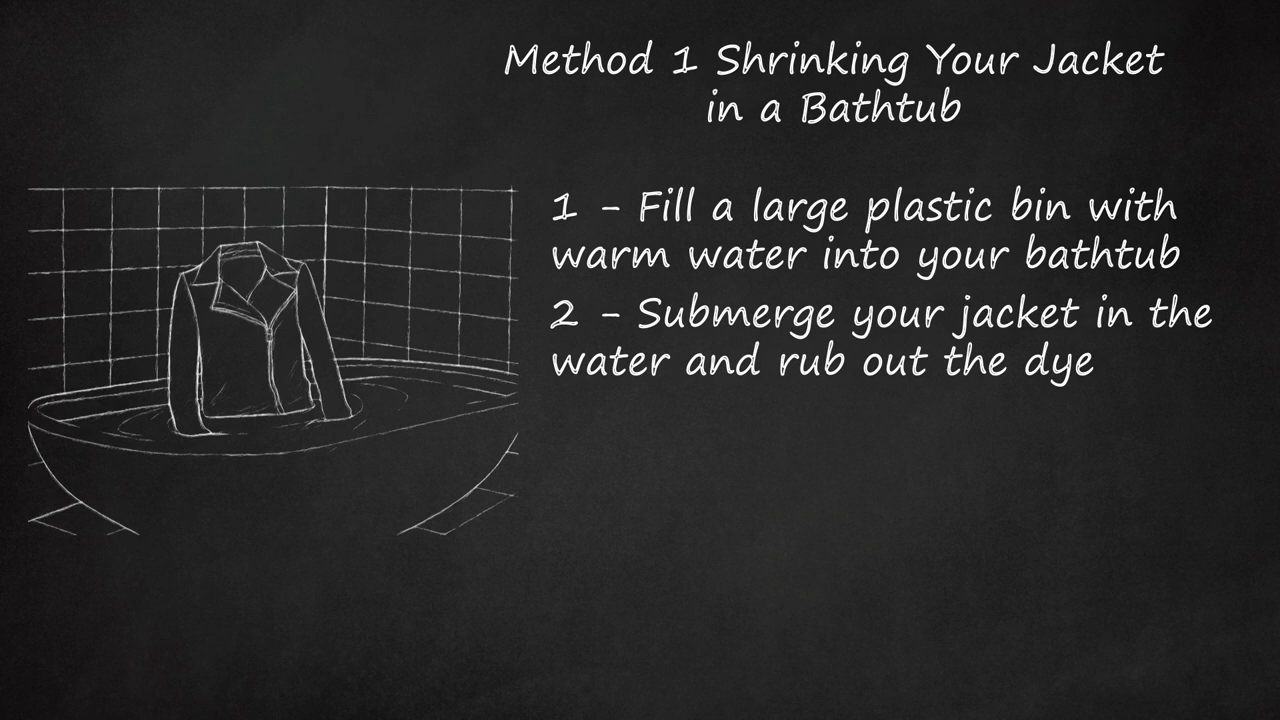 Method 1 Shrinking Your Jacket
in a Bathtub
1 - Fill a large plastic bin with
warm water into your bathtub
2 - Submerge your jacket in the
water and rub out the dye